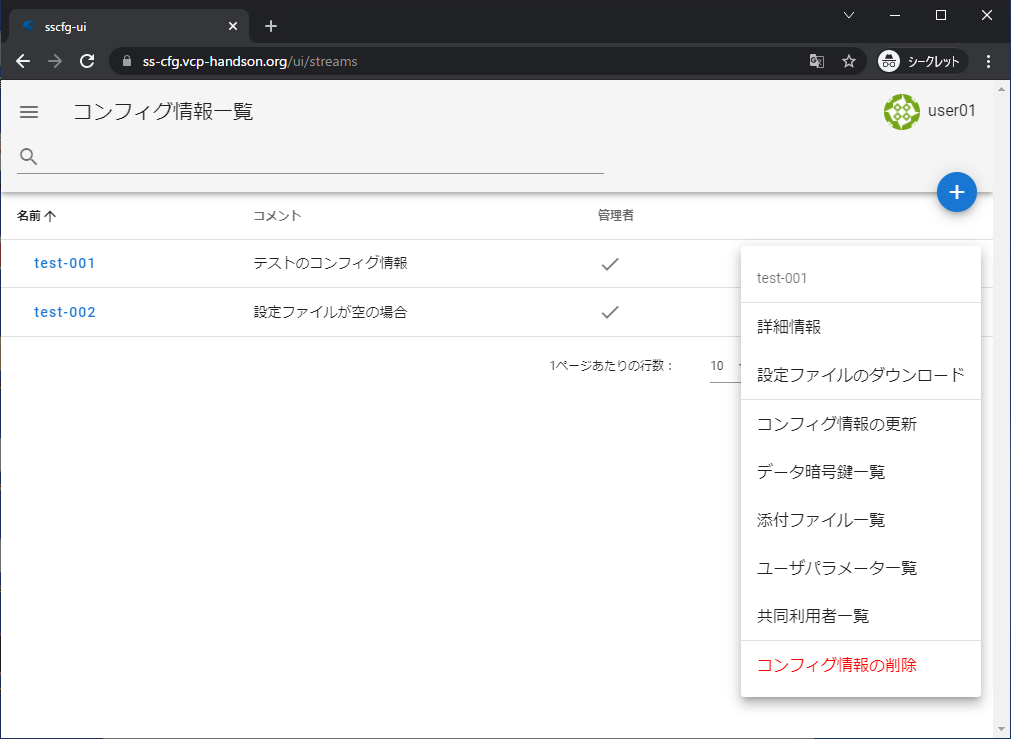 sscfg-ui
ss-cfg.vcp-handson.org/ui/streams
シークレット
コンフィグ情報一覧
user01
名前 コメント 管理者
test-001 テストのコンフィグ情報
test-002 設定ファイルが空の場合
1ページあたりの行数： 10
test-001
詳細情報
設定ファイルのダウンロード
コンフィグ情報の更新
データ暗号鍵一覧
添付ファイル一覧
ユーザパラメータ一覧
共同利用者一覧
コンフィグ情報の削除